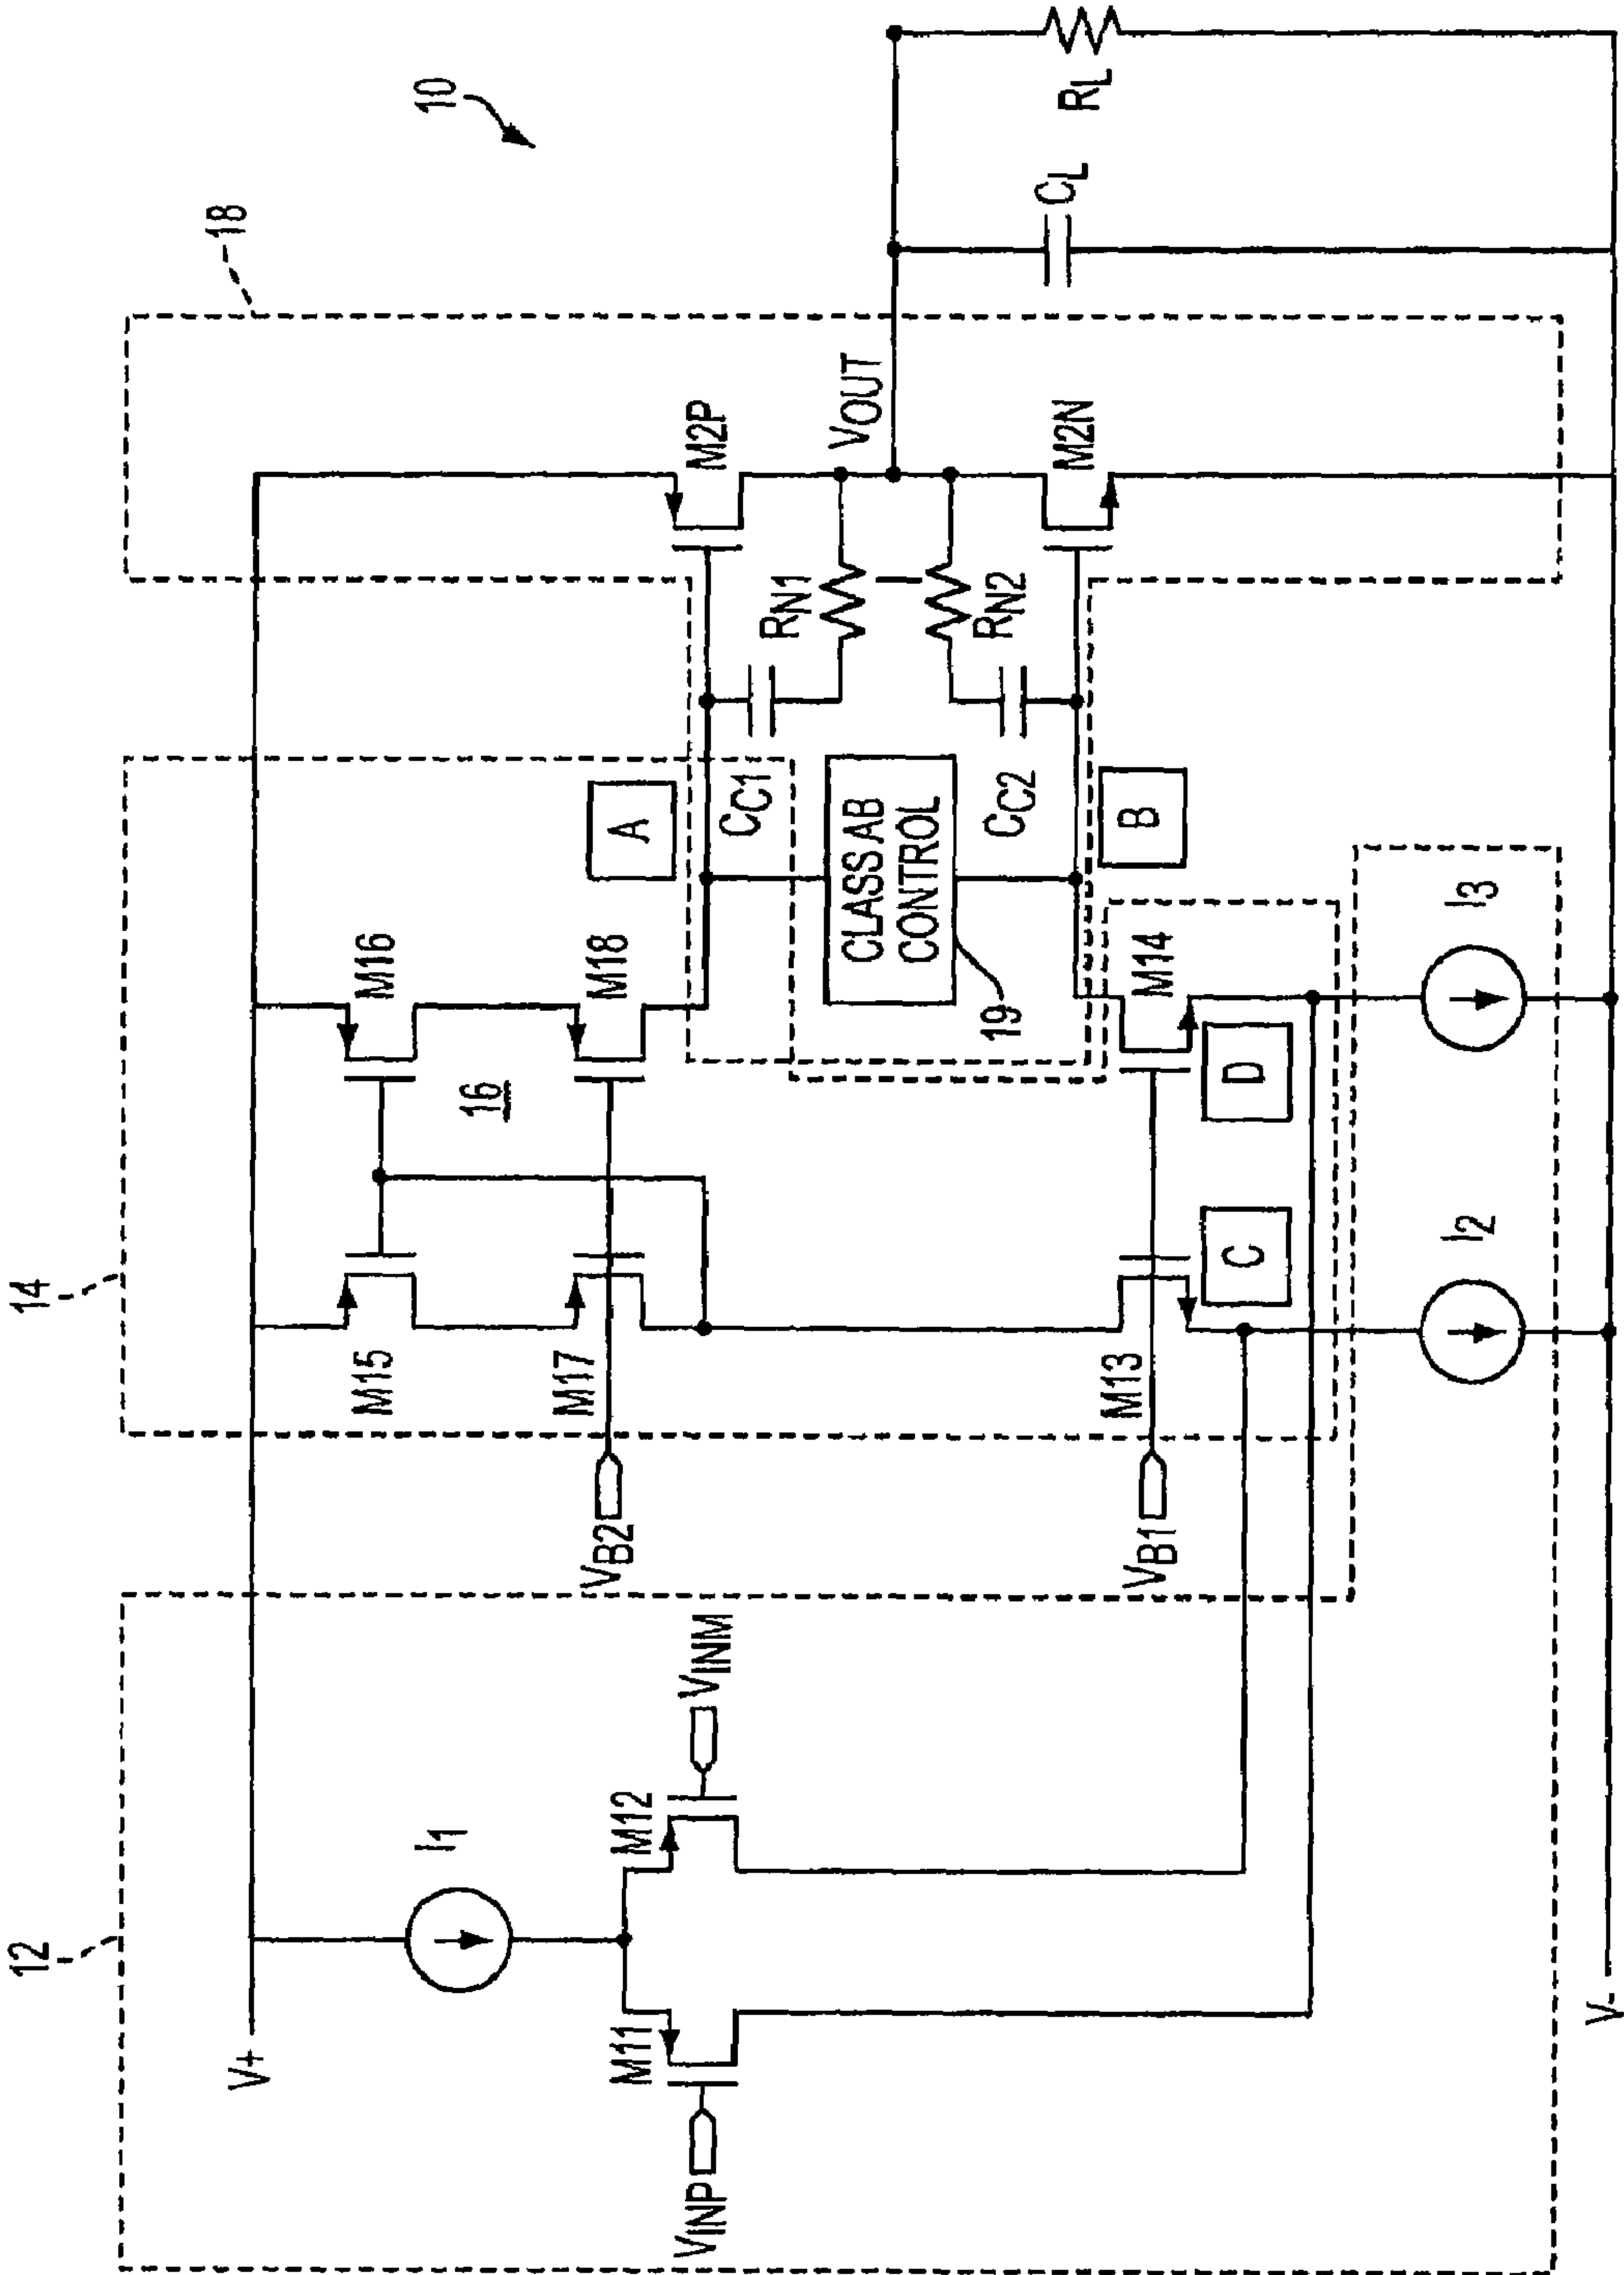 10
12
14
18
V+
I1
M15
M16
16
M17
M18
A
M2P
VINP
M11
M12
VINM
VB2
CC1
RN1
VOUT
CL
RL
CLASS AB
CONTROL
19
CC2
RN2
M2N
B
VB1
M13
M14
C
D
I2
I3
V-